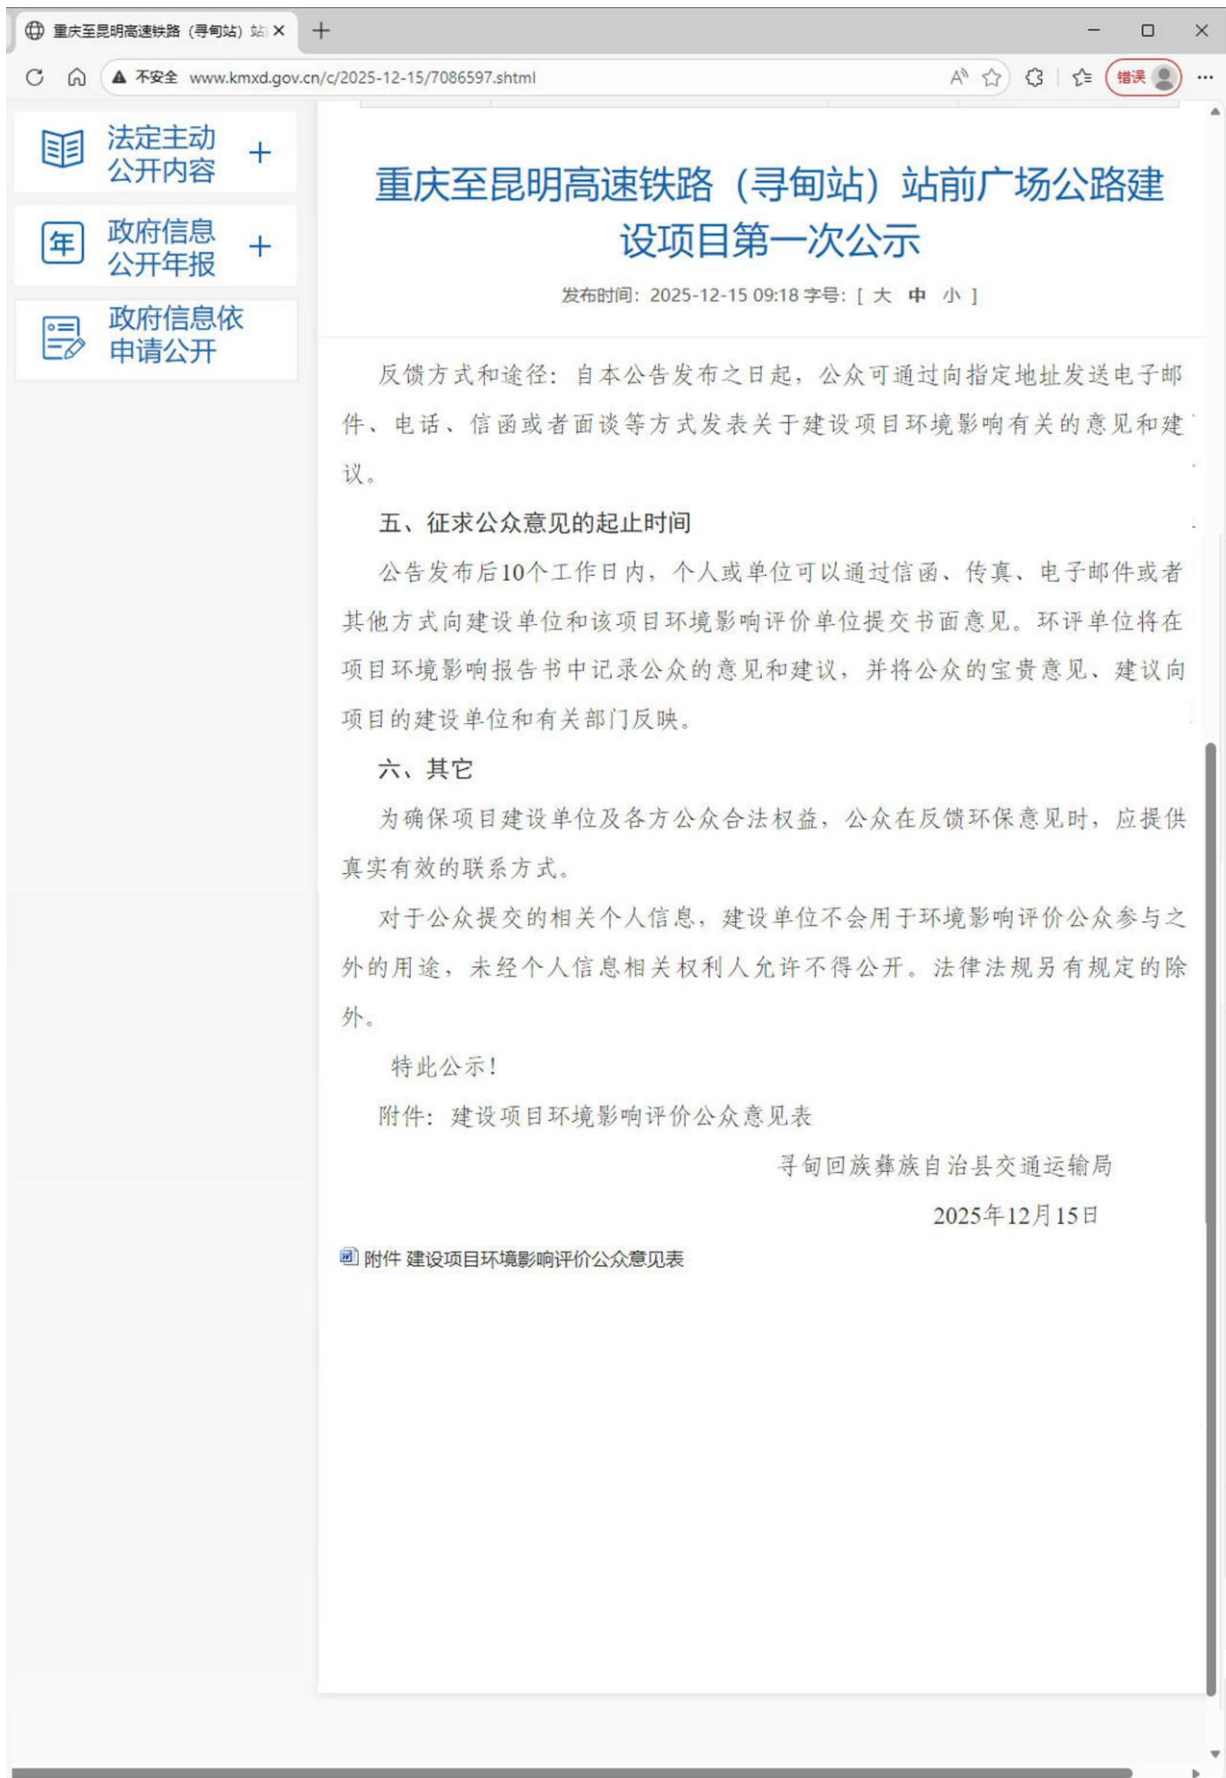 重庆至昆明高速铁路（寻甸站）站
不安全 www.kmxd.gov.cn/c/2025-12-15/7086597.shtml
错误
法定主动
公开内容
年
政府信息
公开年报
政府信息依
申请公开
重庆至昆明高速铁路（寻甸站）站前广场公路建
设项目第一次公示
发布时间：2025-12-15 09:18 字号：[ 大 中 小 ]
反馈方式和途径：自本公告发布之日起，公众可通过向指定地址发送电子邮
件、电话、信函或者面谈等方式发表关于建设项目环境影响有关的意见和建
议。
五、征求公众意见的起止时间
公告发布后10个工作日内，个人或单位可以通过信函、传真、电子邮件或者
其他方式向建设单位和该项目环境影响评价单位提交书面意见。环评单位将在
项目环境影响报告书中记录公众的意见和建议，并将公众的宝贵意见、建议向
项目的建设单位和有关部门反映。
六、其它
为确保项目建设单位及各方公众合法权益，公众在反馈环保意见时，应提供
真实有效的联系方式。
对于公众提交的相关个人信息，建设单位不会用于环境影响评价公众参与之
外的用途，未经个人信息相关权利人允许不得公开。法律法规另有规定的除
外。
特此公示！
附件：建设项目环境影响评价公众意见表
寻甸回族彝族自治县交通运输局
2025年12月15日
附件 建设项目环境影响评价公众意见表